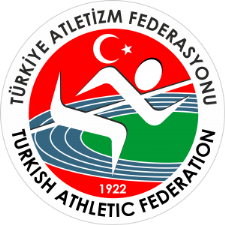 TÜRKİYE ATLETİZM FEDERASYONU
1922
TURKISH ATHLETIC FEDERATION